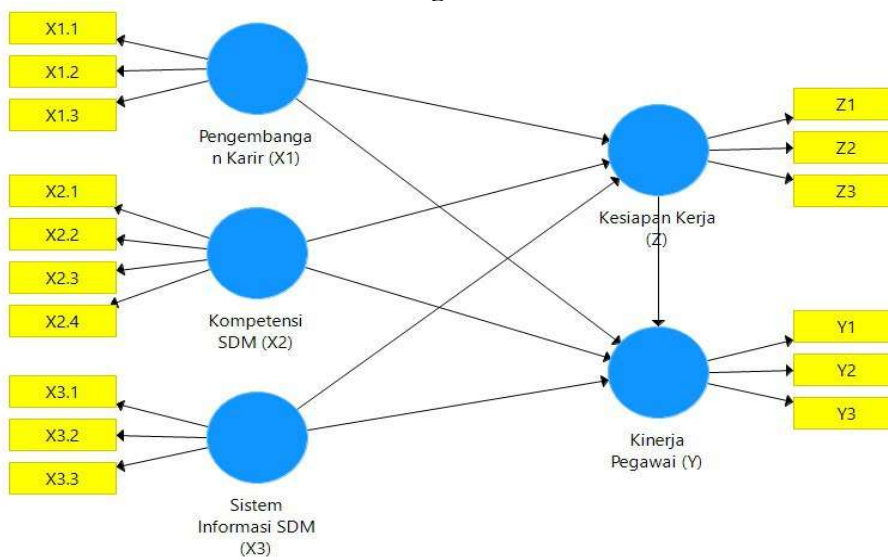 X1.1
X1.2
X1.3
Pengembanga
n Karir (X1)
X2.1
X2.2
X2.3
X2.4
Kompetensi
SDM (X2)
X3.1
X3.2
X3.3
Sistem
Informasi SDM
(X3)
Z1
Z2
Z3
Kesiapan Kerja
(Z)
Y1
Y2
Y3
Kinerja
Pegawai (Y)